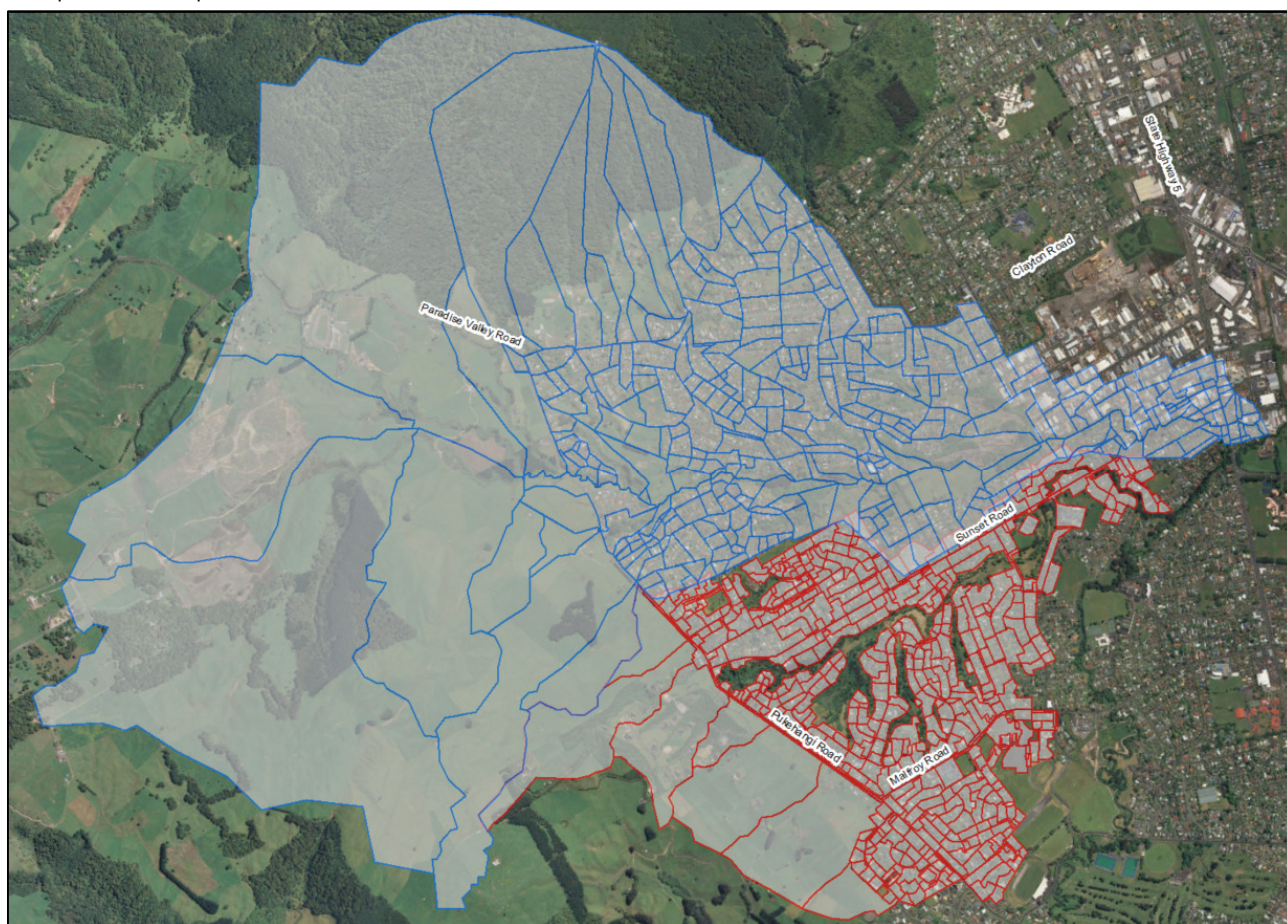 State Highway 5
Clayton Road
Paradise Valley Road
Sunset Road
Pukehangi Road
Malfroy Road